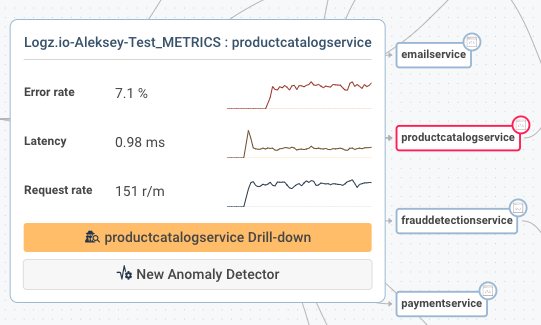 Logz.io-Aleksey-Test_METRICS : productcatalogservice
Error rate 7.1 %
Latency 0.98 ms
Request rate 151 r/m
productcatalogservice Drill-down
New Anomaly Detector
emailservice
productcatalogservice
frauddetectionservice
paymentservice